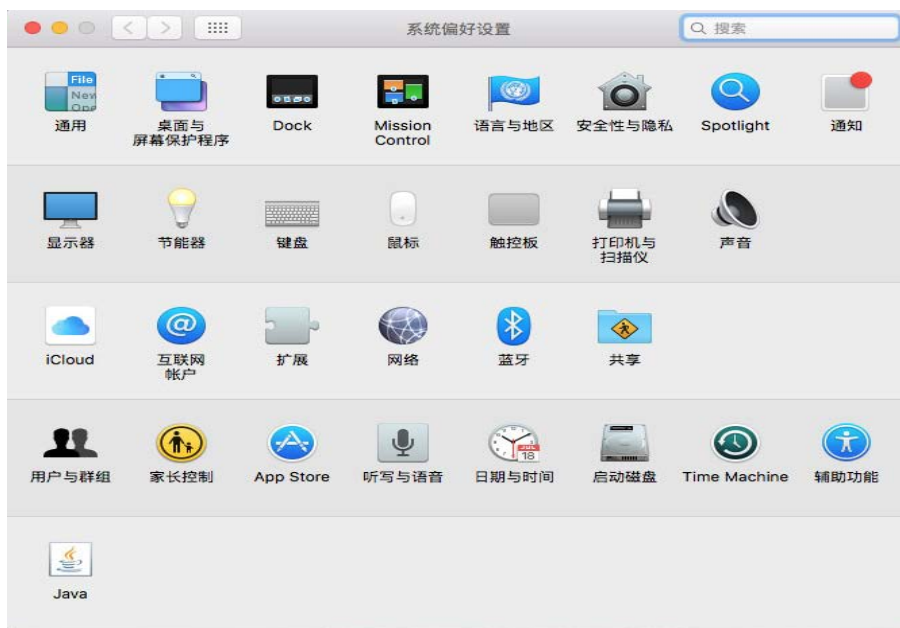 系统偏好设置
搜索
File
New
Ope
通用
桌面与
屏幕保护程序
Dock
Mission
Control
语言与地区
安全性与隐私
Spotlight
通知
显示器
节能器
键盘
鼠标
触控板
打印机与
扫描仪
声音
iCloud
互联网
帐户
扩展
网络
蓝牙
共享
用户与群组
家长控制
App Store
听写与语音
JUL
18
日期与时间
启动磁盘
Time Machine
辅助功能
Java